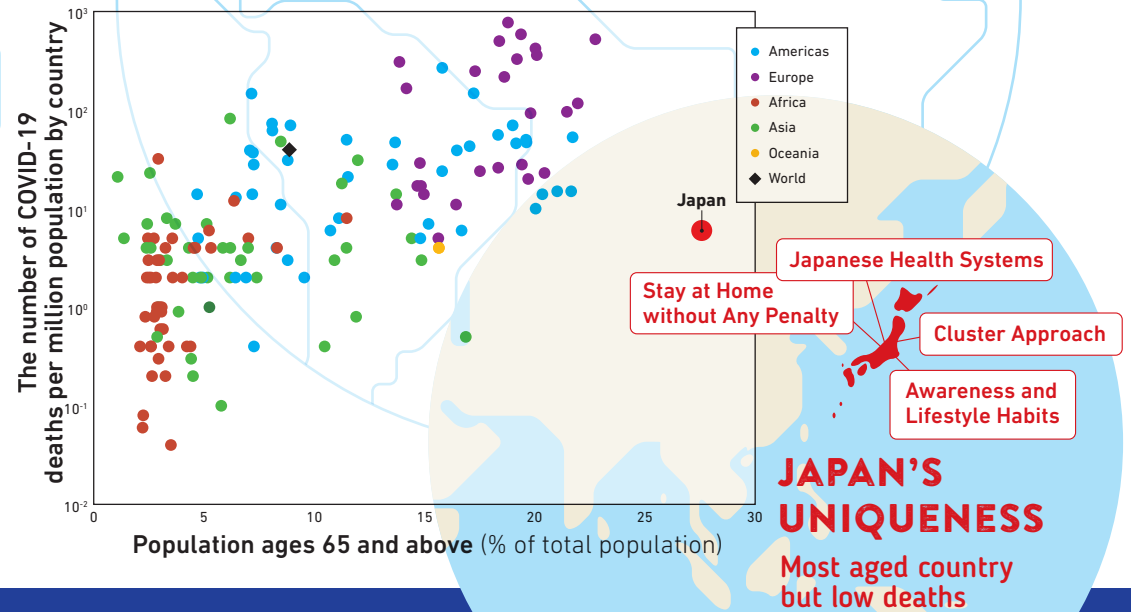 The number of COVID-19
deaths per million population by country
10³
10²
10¹
10⁰
10⁻¹
10⁻²
0
5
10
15
20
25
30
Population ages 65 and above (% of total population)
Americas
Europe
Africa
Asia
Oceania
World
Japan
Japanese Health Systems
Stay at Home
without Any Penalty
Cluster Approach
Awareness and
Lifestyle Habits
JAPAN'S
UNIQUENESS
Most aged country
but low deaths